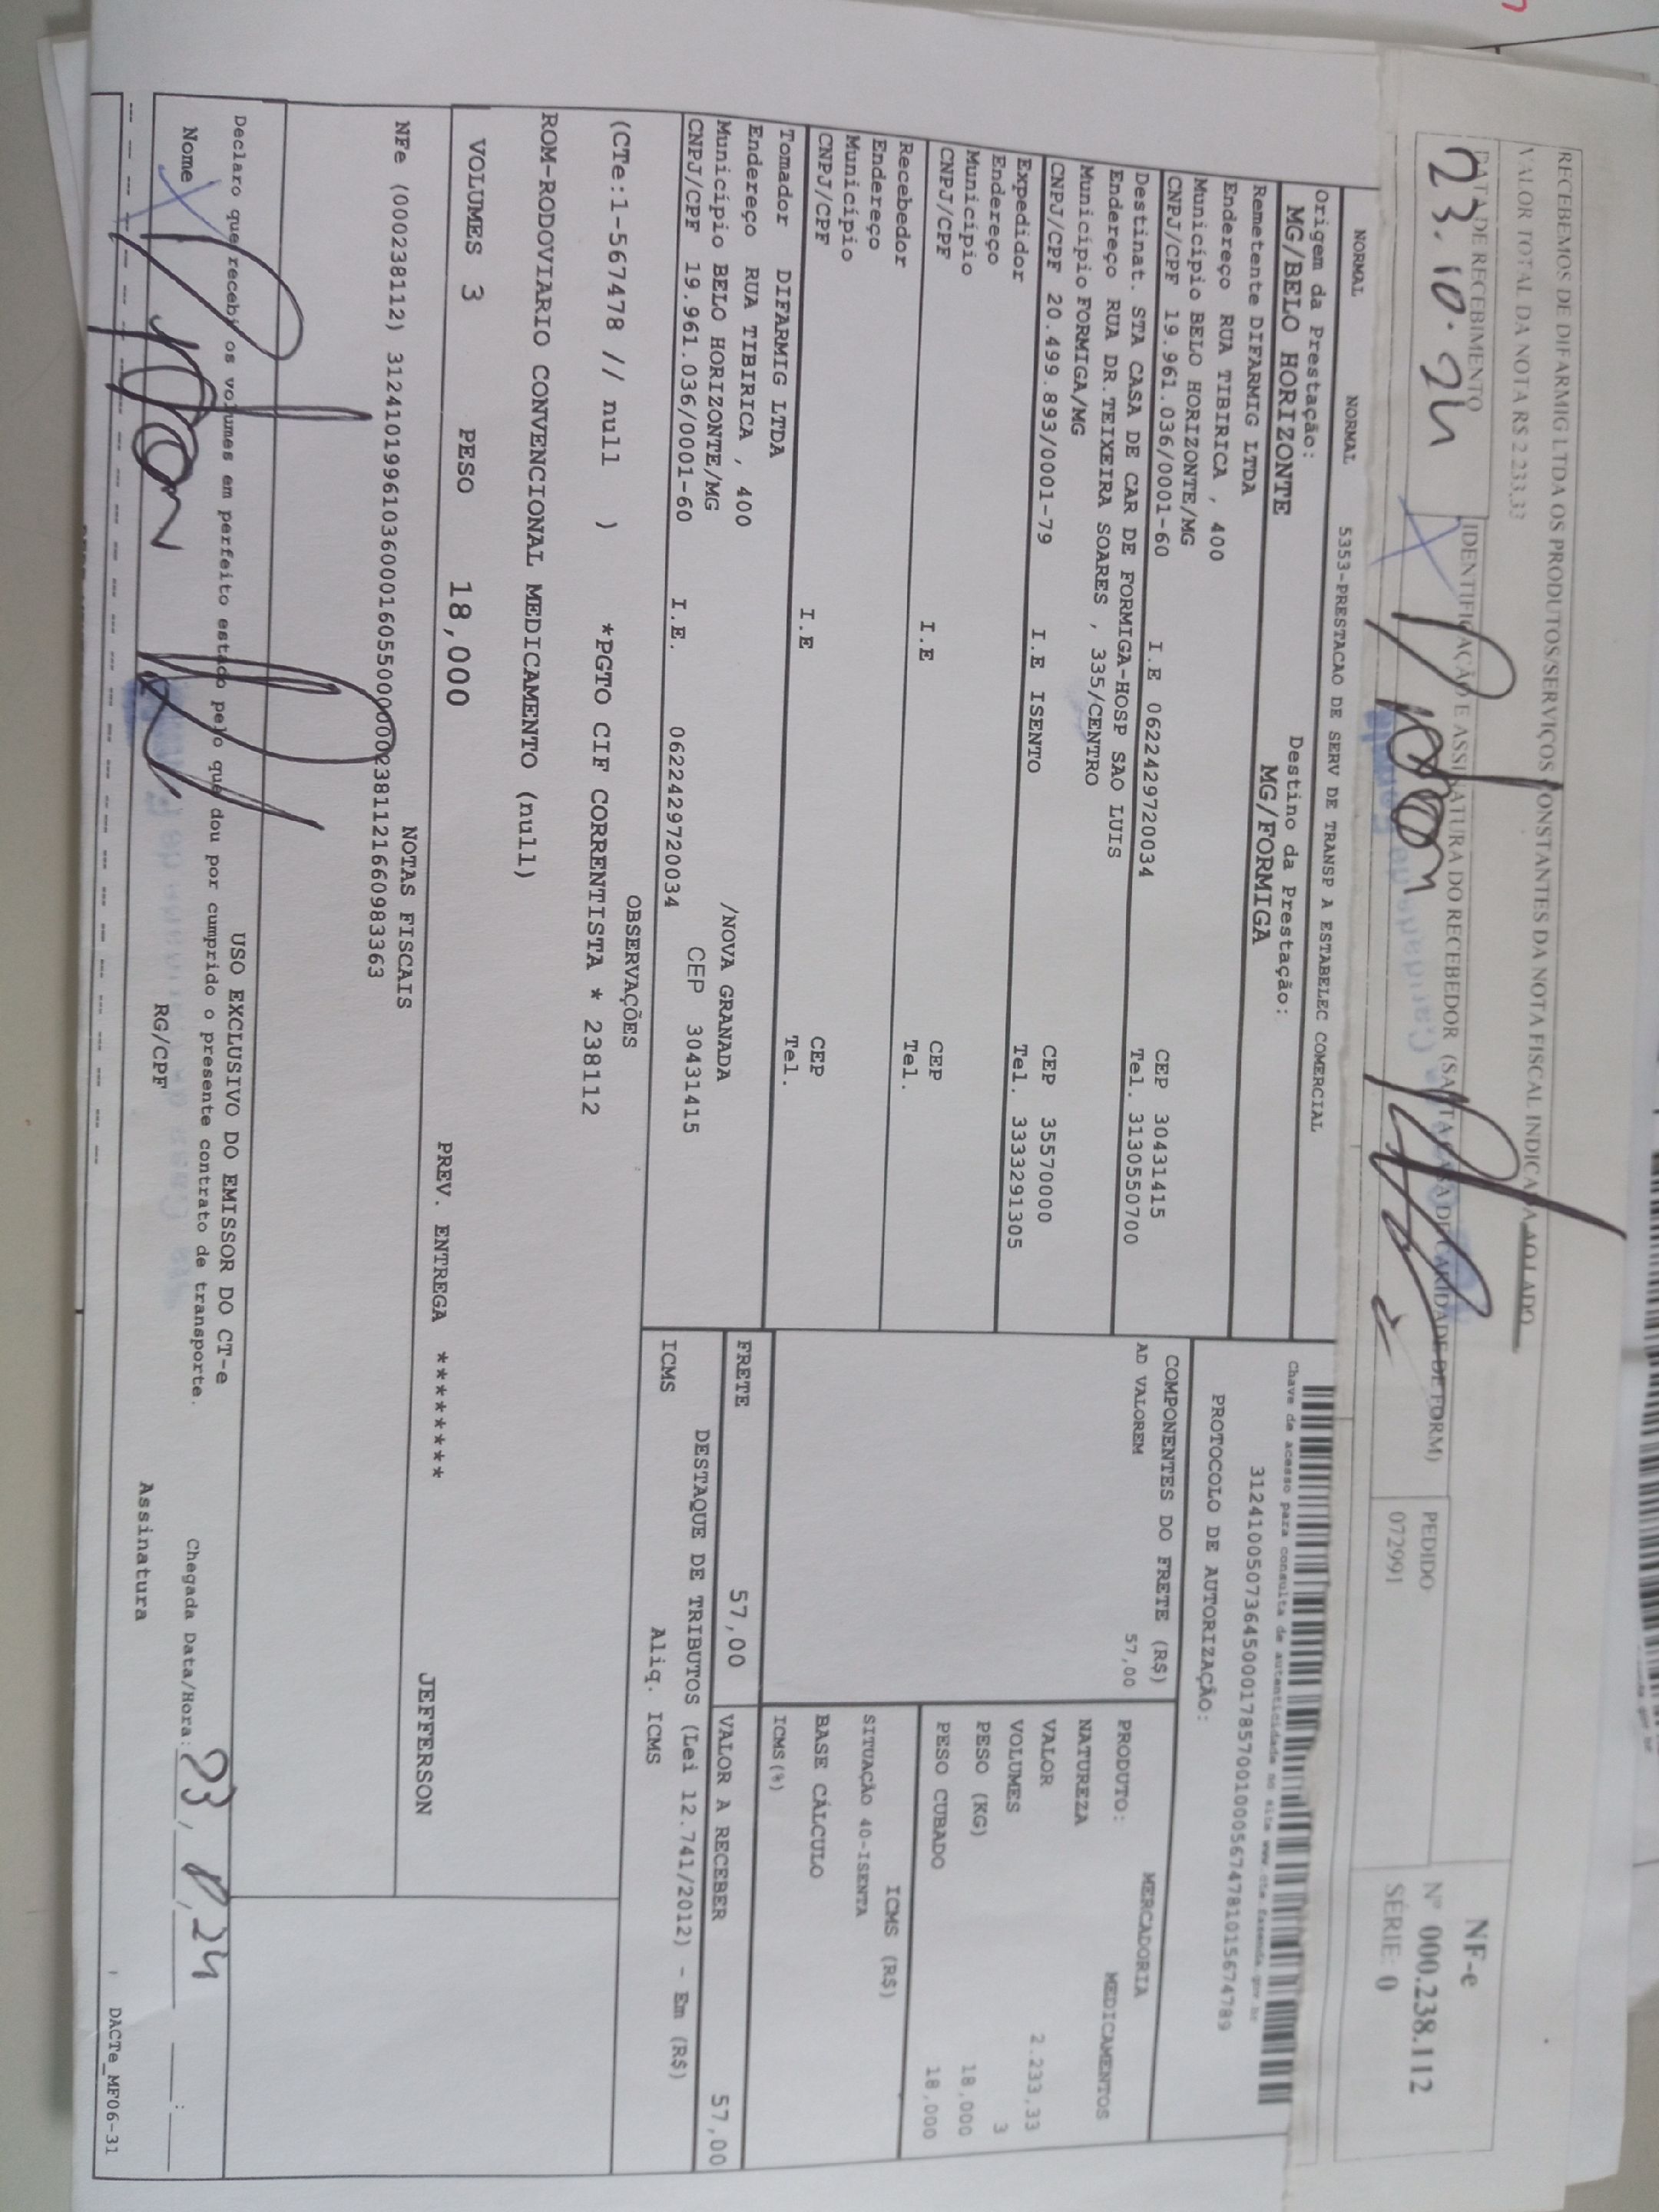 RECEBEMOS DE DIFARMIG LTDA OS PRODUTOS/SERVIÇOS CONSTANTES DA NOTA FISCAL INDICADA AO LADO
VALOR TOTAL DA NOTA R$ 2.233,33
DATA DE RECEBIMENTO
23.10.24
IDENTIFICAÇÃO E ASSINATURA DO RECEBEDOR (SANTA CASA DE CARIDADE DE FORM)
PEDIDO
072991
NF-e
Nº 000.238.112
SÉRIE: 0
NORMAL NORMAL 5353-PRESTACAO DE SERV DE TRANSP A ESTABELEC COMERCIAL
Origem da Prestação: Destino da Prestação:
MG/BELO HORIZONTE MG/FORMIGA
Remetente DIFARMIG LTDA
Endereço RUA TIBIRICA , 400
Município BELO HORIZONTE/MG CEP 30431415
CNPJ/CPF 19.961.036/0001-60 I.E 0622429720034 Tel. 3130550700
Destinat. STA CASA DE CAR DE FORMIGA-HOSP SAO LUIS
Endereço RUA DR.TEIXEIRA SOARES , 335/CENTRO
Município FORMIGA/MG CEP 35570000
CNPJ/CPF 20.499.893/0001-79 I.E ISENTO Tel. 3333291305
Expedidor
Endereço
Município CEP
CNPJ/CPF I.E Tel.
Recebedor
Endereço
Município CEP
CNPJ/CPF I.E Tel.
Tomador DIFARMIG LTDA
Endereço RUA TIBIRICA , 400 /NOVA GRANADA
Município BELO HORIZONTE/MG CEP 30431415
CNPJ/CPF 19.961.036/0001-60 I.E. 0622429720034
Chave de acesso para consulta de autenticidade no site www.cte.fazenda.gov.br
31241005073645000178570010005674781015674789
PROTOCOLO DE AUTORIZAÇÃO:
COMPONENTES DO FRETE (R$)
AD VALOREM 57,00
MERCADORIA
PRODUTO: MEDICAMENTOS
NATUREZA
VALOR 2.233,33
VOLUMES 3
PESO (KG) 18,000
PESO CUBADO 18,000
ICMS (R$)
SITUAÇÃO 40-ISENTA
BASE CÁLCULO
ICMS(%)
FRETE 57,00
VALOR A RECEBER 57,00
DESTAQUE DE TRIBUTOS (Lei 12.741/2012) - Em (R$)
ICMS Aliq. ICMS
OBSERVAÇÕES
(CTe:1-567478 // null ) *PGTO CIF CORRENTISTA * 238112
ROM-RODOVIARIO CONVENCIONAL MEDICAMENTO (null)
VOLUMES 3 PESO 18,000 PREV. ENTREGA ******** JEFFERSON
NOTAS FISCAIS
NFe (000238112) 31241019961036000160550000002381121660983363
USO EXCLUSIVO DO EMISSOR DO CT-e
Declaro que recebi os volumes em perfeito estado pelo que dou por cumprido o presente contrato de transporte.
Chegada Data/Hora: 23, 8, 24 :
Nome RG/CPF Assinatura
DACTe_MF06-31